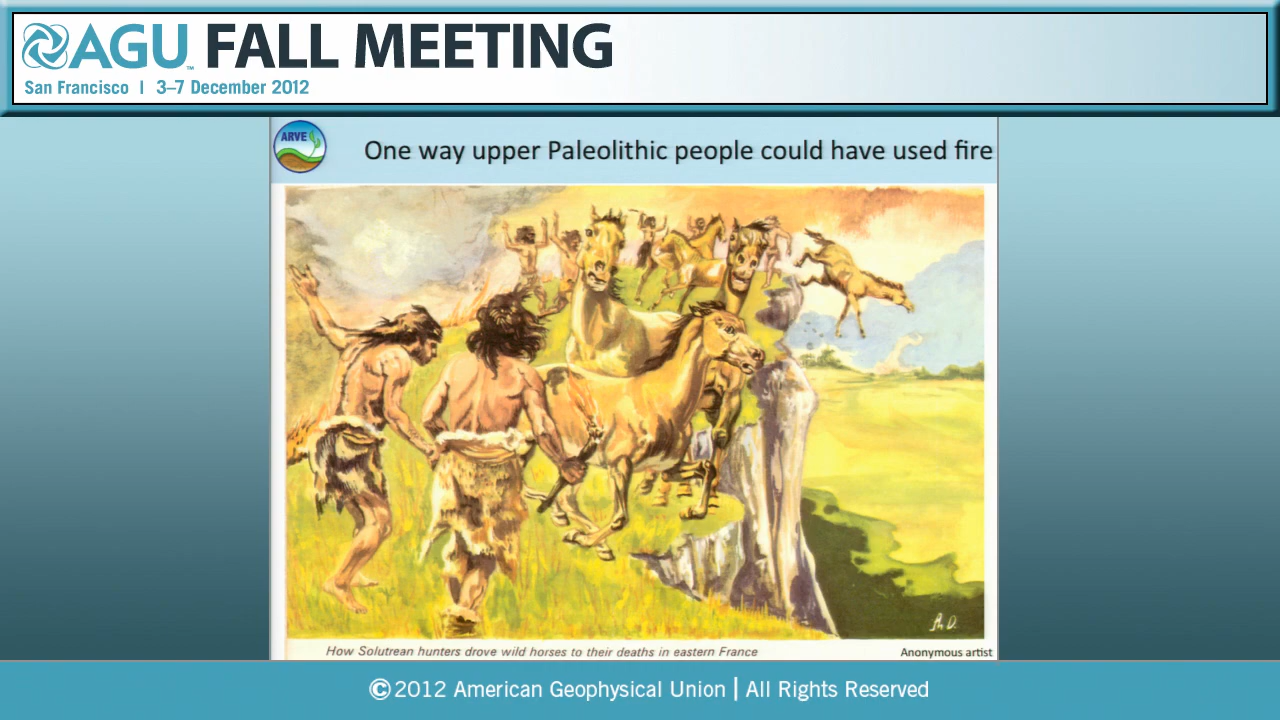 AGU™ FALL MEETING
San Francisco | 3–7 December 2012
ARVE
One way upper Paleolithic people could have used fire
Ph D.
How Solutrean hunters drove wild horses to their deaths in eastern France
Anonymous artist
©2012 American Geophysical Union | All Rights Reserved